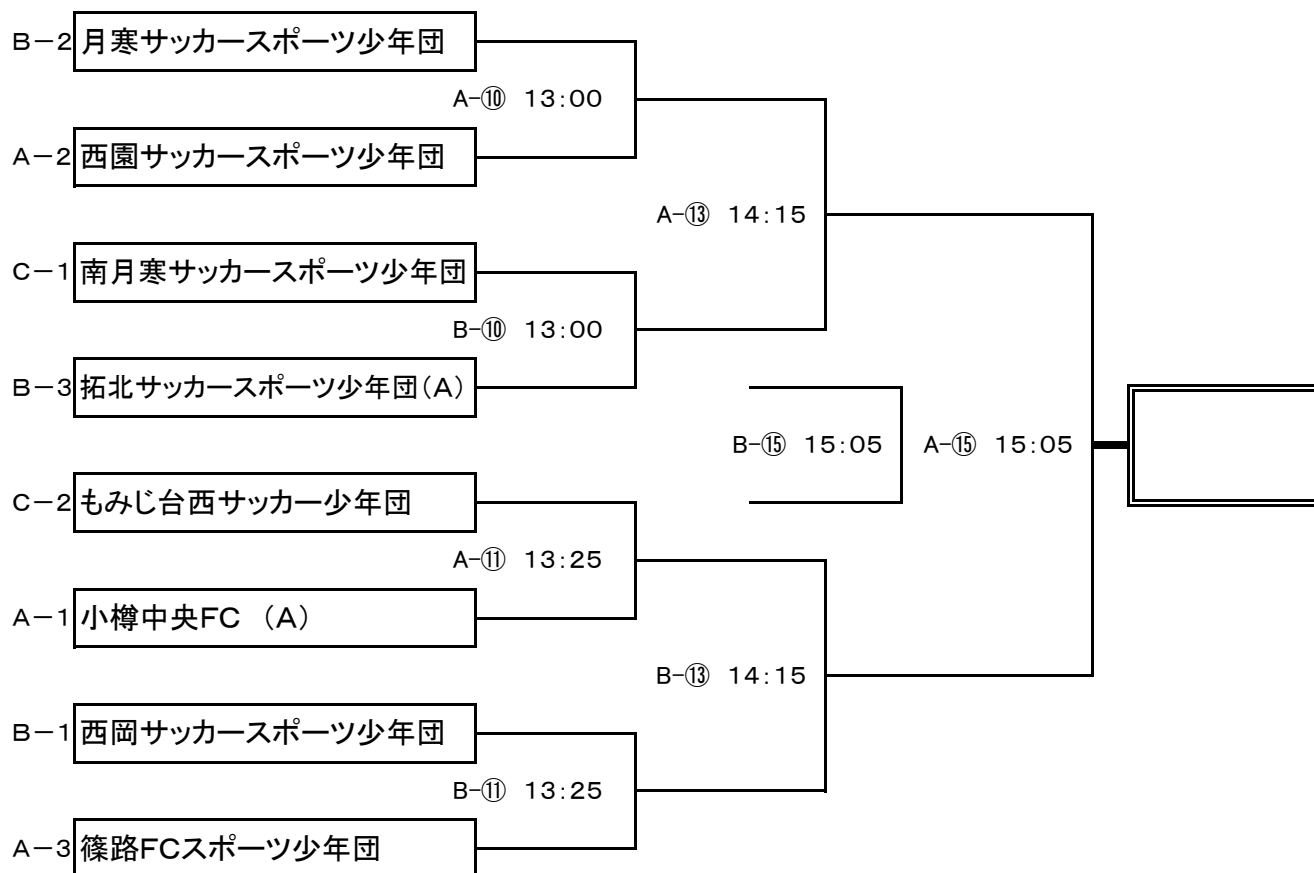 B-2 月寒サッカースポーツ少年団
A-⑩ 13:00
A-2 西園サッカースポーツ少年団
A-⑬ 14:15
C-1 南月寒サッカースポーツ少年団
B-⑩ 13:00
B-3 拓北サッカースポーツ少年団(A)
B-⑮ 15:05 A-⑮ 15:05
C-2 もみじ台西サッカー少年団
A-⑪ 13:25
A-1 小樽中央FC (A)
B-⑬ 14:15
B-1 西岡サッカースポーツ少年団
B-⑪ 13:25
A-3 篠路FCスポーツ少年団